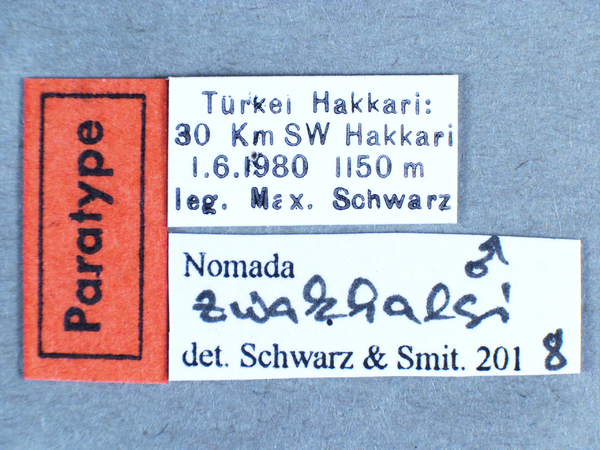 Paratype
Türkei Hakkari:
30 Km SW Hakkari
1.6.1980 1150 m
leg. Max. Schwarz
Nomada ♂
zwakhalsi
det. Schwarz & Smit. 2018